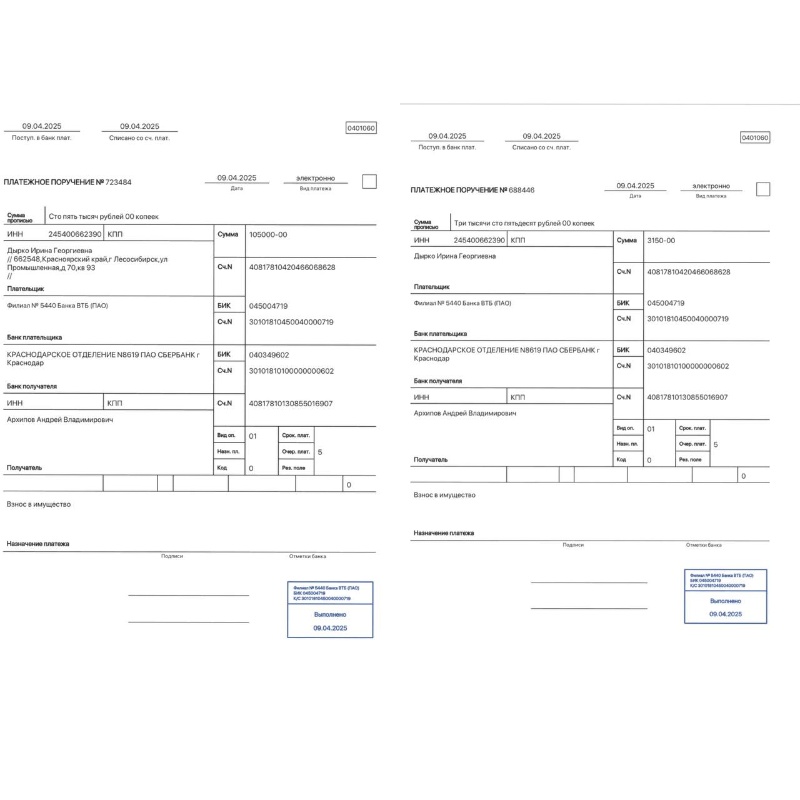 09.04.2025
09.04.2025
0401060
Поступ. в банк плат.
Списано со сч. плат.
ПЛАТЕЖНОЕ ПОРУЧЕНИЕ № 723484
09.04.2025
электронно
Дата
Вид платежа
Сумма прописью
Сто пять тысяч рублей 00 копеек
ИНН 245400662390
КПП
Сумма
105000-00
Дырко Ирина Георгиевна
// 662548,Красноярский край,г Лесосибирск,ул
Промышленная,д 70,кв 93
//
Сч.N
40817810420466068628
Плательщик
Филиал № 5440 Банка ВТБ (ПАО)
БИК
045004719
Сч.N
30101810450040000719
Банк плательщика
КРАСНОДАРСКОЕ ОТДЕЛЕНИЕ N8619 ПАО СБЕРБАНК г
Краснодар
БИК
040349602
Сч.N
30101810100000000602
Банк получателя
ИНН
КПП
Сч.N
40817810130855016907
Архипов Андрей Владимирович
Вид оп.
01
Срок. плат.
Назн. пл.
Очер. плат.
5
Получатель
Код
0
Рез. поле
0
Взнос в имущество
Назначение платежа
Подписи
Отметки банка
Филиал № 5440 Банка ВТБ (ПАО)
БИК 045004719
К/С 30101810450040000719
Выполнено
09.04.2025
09.04.2025
09.04.2025
0401060
Поступ. в банк плат.
Списано со сч. плат.
ПЛАТЕЖНОЕ ПОРУЧЕНИЕ № 688446
09.04.2025
электронно
Дата
Вид платежа
Сумма прописью
Три тысячи сто пятьдесят рублей 00 копеек
ИНН 245400662390
КПП
Сумма
3150-00
Дырко Ирина Георгиевна
Сч.N
40817810420466068628
Плательщик
Филиал № 5440 Банка ВТБ (ПАО)
БИК
045004719
Сч.N
30101810450040000719
Банк плательщика
КРАСНОДАРСКОЕ ОТДЕЛЕНИЕ N8619 ПАО СБЕРБАНК г
Краснодар
БИК
040349602
Сч.N
30101810100000000602
Банк получателя
ИНН
КПП
Сч.N
40817810130855016907
Архипов Андрей Владимирович
Вид оп.
01
Срок. плат.
Назн. пл.
Очер. плат.
5
Получатель
Код
0
Рез. поле
0
Взнос в имущество
Назначение платежа
Подписи
Отметки банка
Филиал № 5440 Банка ВТБ (ПАО)
БИК 045004719
К/С 30101810450040000719
Выполнено
09.04.2025